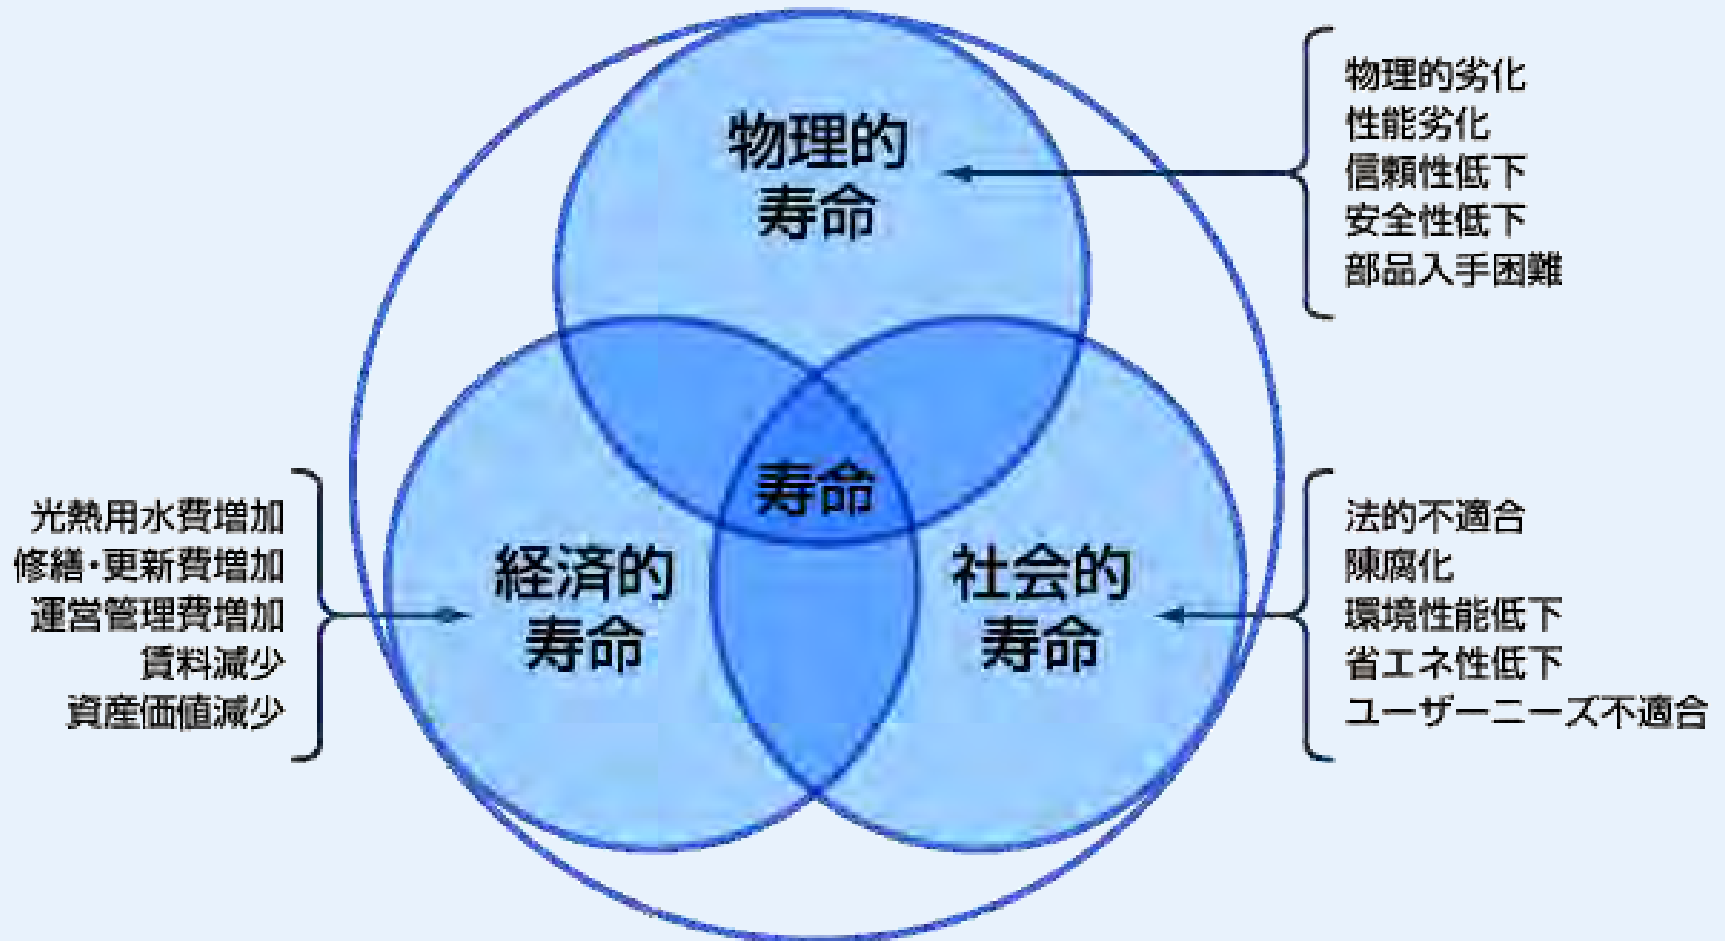 物理的
寿命
物理的劣化
性能劣化
信頼性低下
安全性低下
部品入手困難
寿命
経済的
寿命
光熱用水費増加
修繕・更新費増加
運営管理費増加
賃料減少
資産価値減少
社会的
寿命
法的不適合
陳腐化
環境性能低下
省エネ性低下
ユーザーニーズ不適合